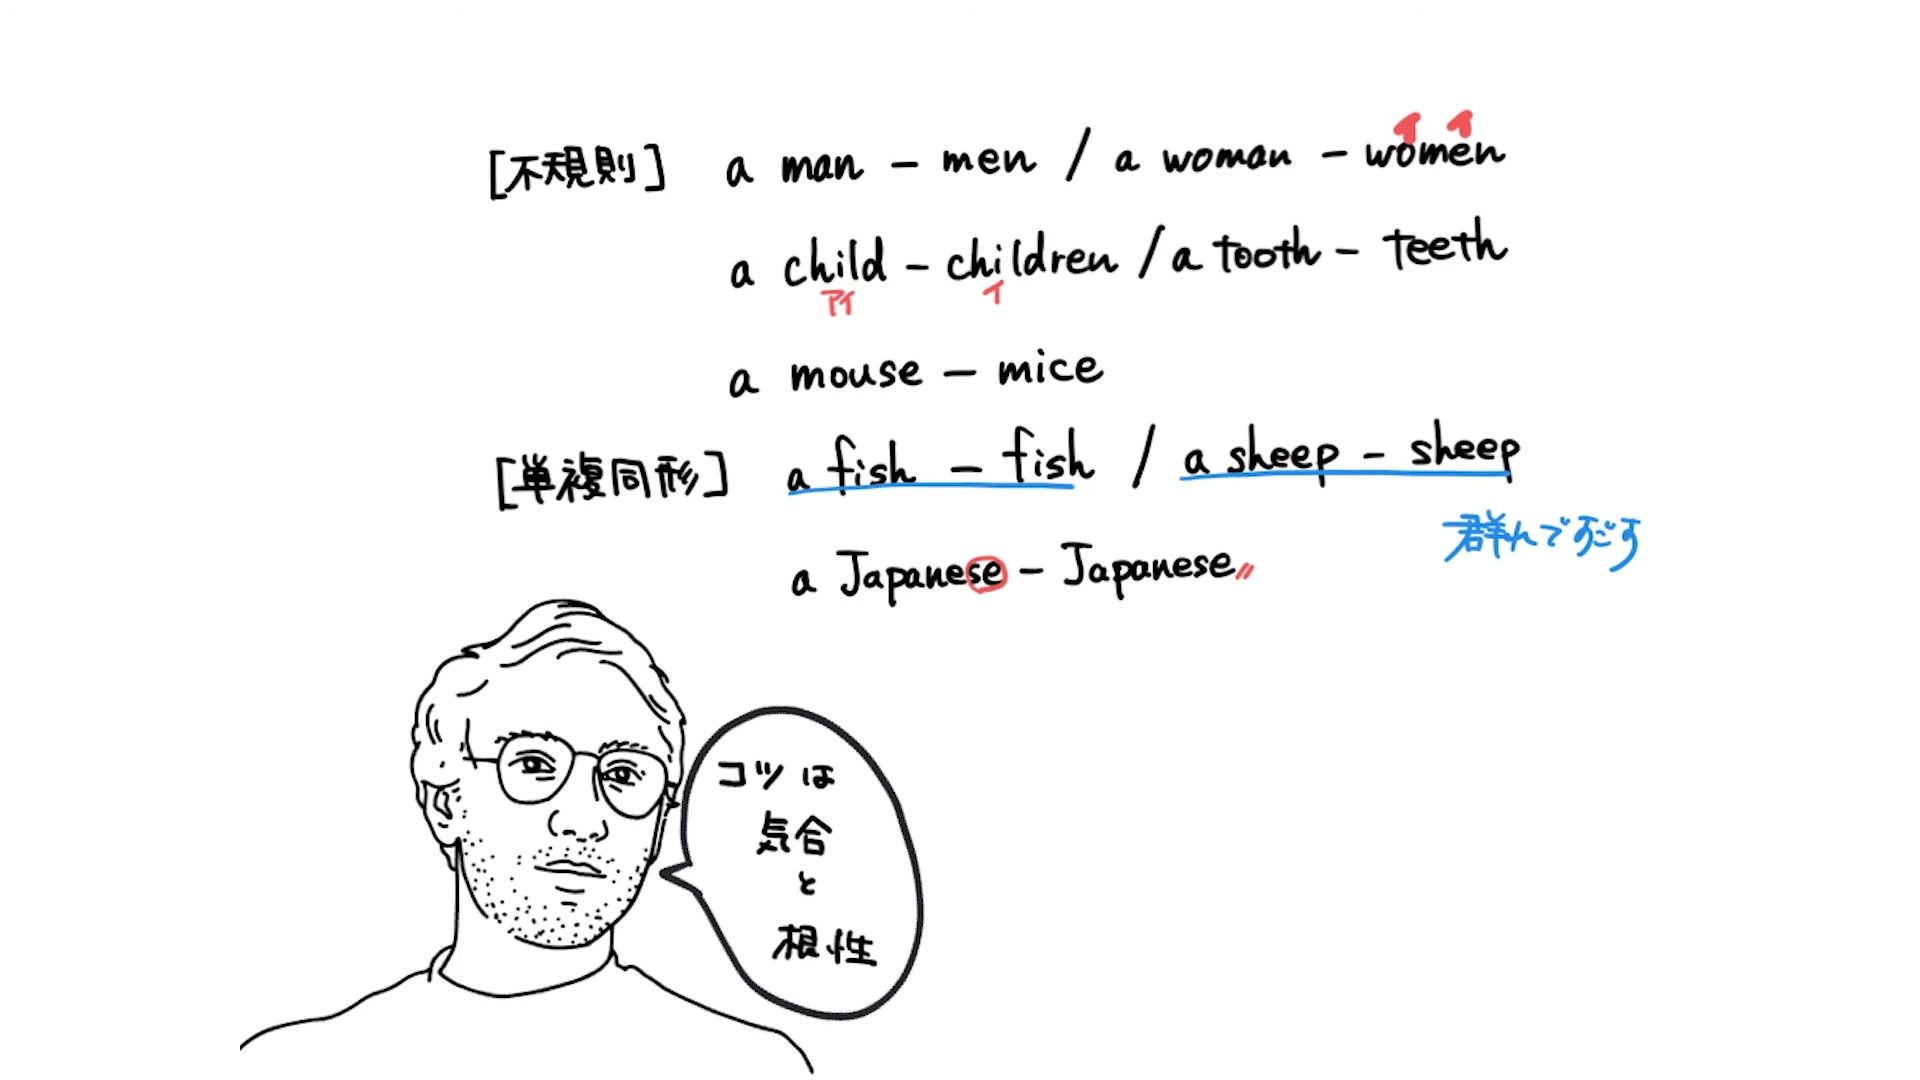 イ イ
[不規則] a man – men / a woman – women
a child – children / a tooth – teeth
アイ イ
a mouse – mice
[単複同形] a fish – fish / a sheep – sheep
群れですごす
a Japanese – Japanese
コツは
気合
と
根性